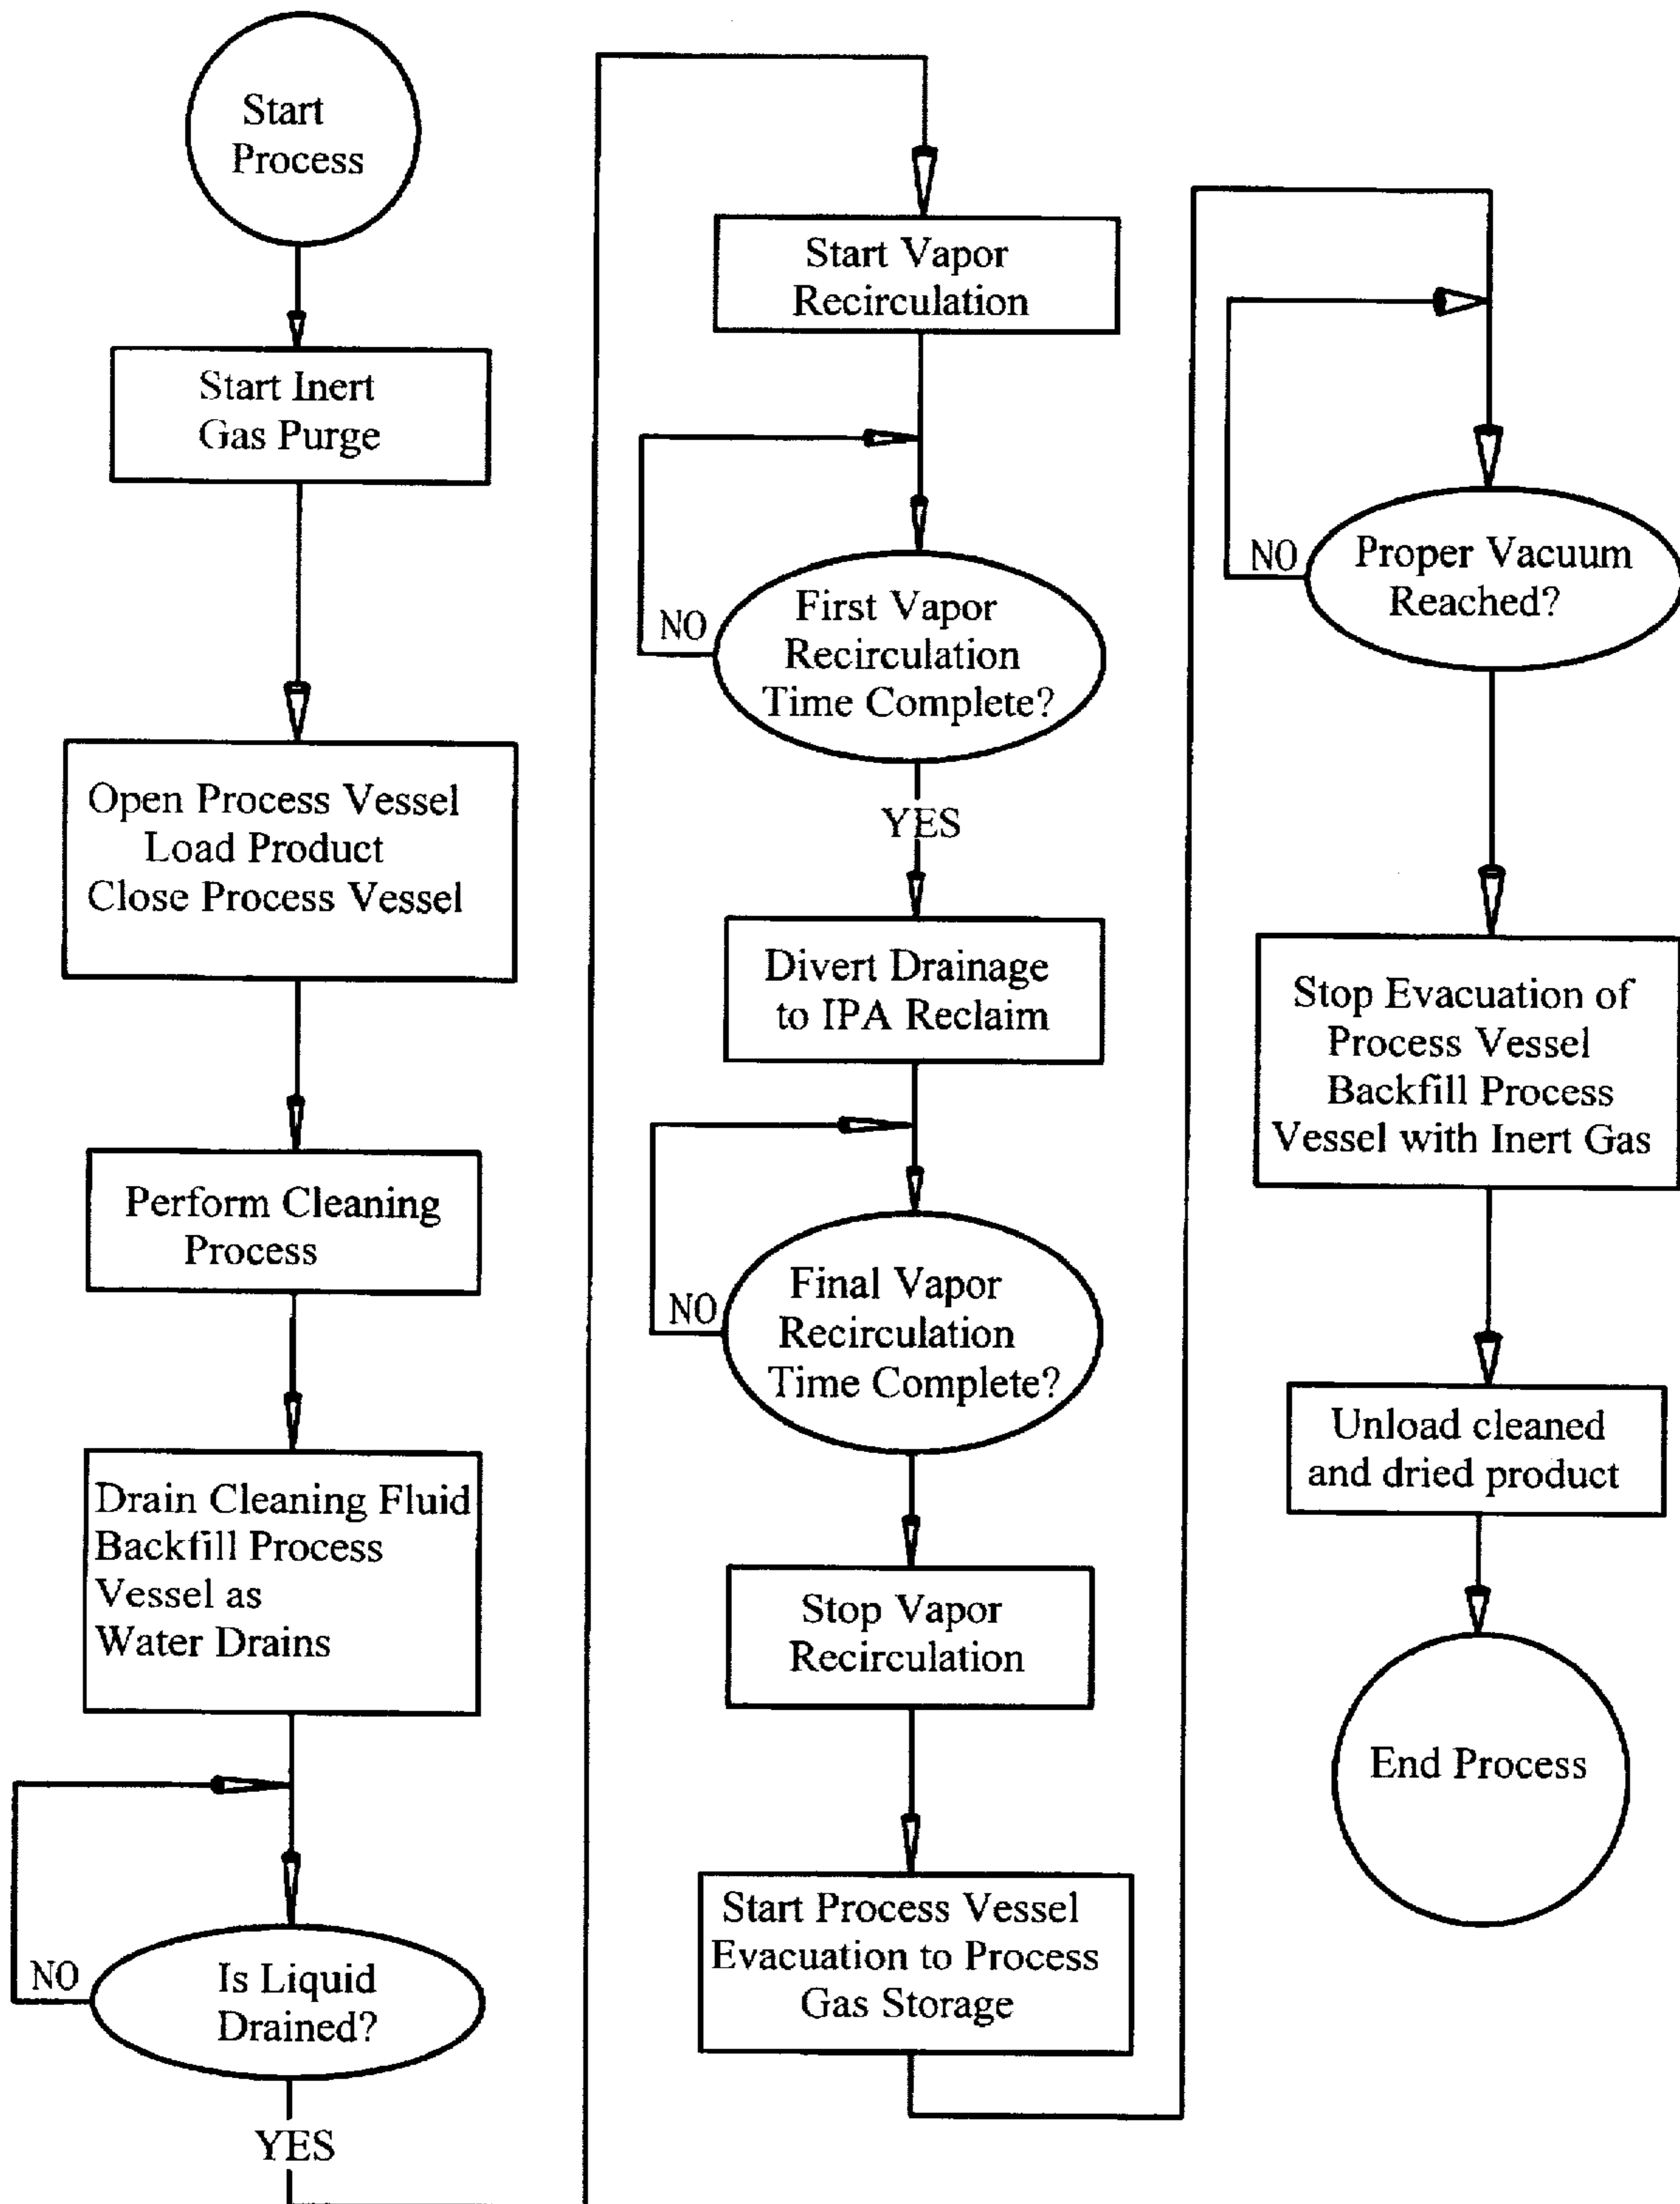 Start
Process
Start Inert
Gas Purge
Open Process Vessel
Load Product
Close Process Vessel
Perform Cleaning
Process
Drain Cleaning Fluid
Backfill Process
Vessel as
Water Drains
NO
Is Liquid
Drained?
YES
Start Vapor
Recirculation
NO
First Vapor
Recirculation
Time Complete?
YES
Divert Drainage
to IPA Reclaim
NO
Final Vapor
Recirculation
Time Complete?
Stop Vapor
Recirculation
Start Process Vessel
Evacuation to Process
Gas Storage
NO
Proper Vacuum
Reached?
Stop Evacuation of
Process Vessel
Backfill Process
Vessel with Inert Gas
Unload cleaned
and dried product
End Process